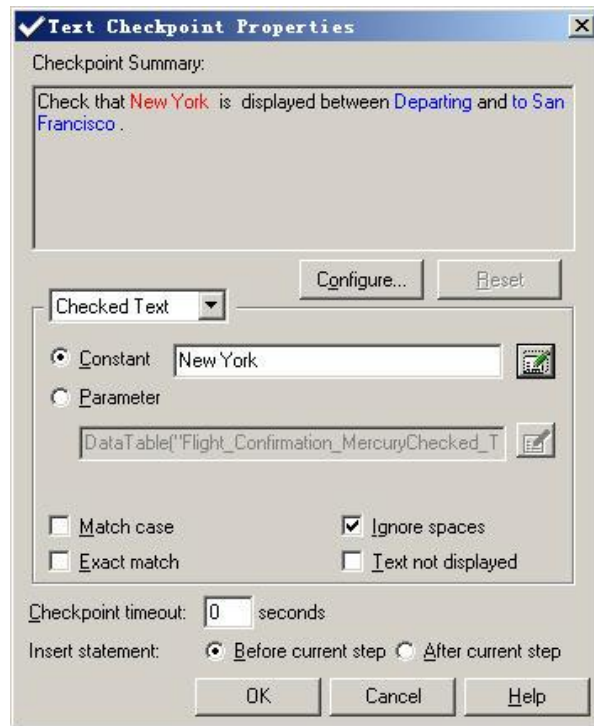 Text Checkpoint Properties
Checkpoint Summary:
Check that New York is displayed between Departing and to San
Francisco .
Configure... Reset
Checked Text
Constant New York
Parameter
DataTable("Flight_Confirmation_MercuryChecked_T
Match case Ignore spaces
Exact match Text not displayed
Checkpoint timeout: 0 seconds
Insert statement: Before current step After current step
OK Cancel Help